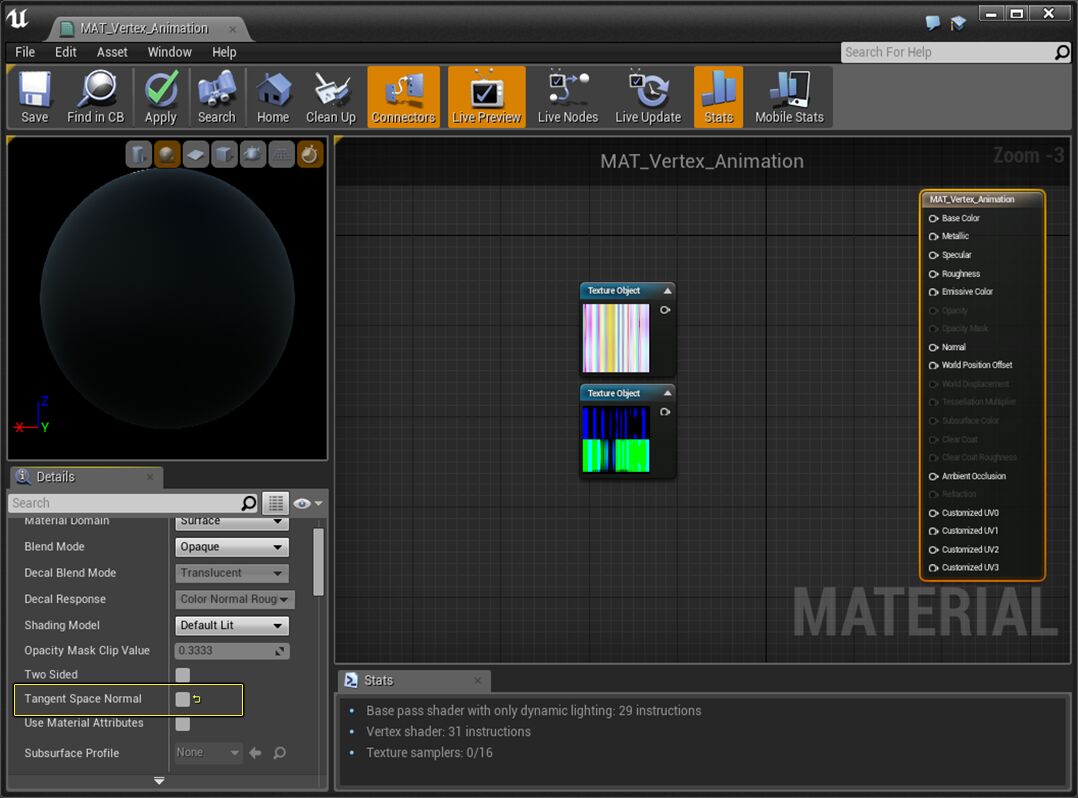 MAT_Vertex_Animation
File Edit Asset Window Help
Search For Help
Save Find in CB Apply Search Home Clean Up Connectors Live Preview Live Nodes Live Update Stats Mobile Stats
MAT_Vertex_Animation
Zoom -3
MAT_Vertex_Animation
Base Color
Metallic
Specular
Roughness
Emissive Color
Opacity
Opacity Mask
Normal
World Position Offset
World Displacement
Tessellation Multiplier
Subsurface Color
Clear Coat
Clear Coat Roughness
Ambient Occlusion
Refraction
Customized UV0
Customized UV1
Customized UV2
Customized UV3
Texture Object
Texture Object
MATERIAL
Z
X Y
Details
Search
Material Domain Surface
Blend Mode Opaque
Decal Blend Mode Translucent
Decal Response Color Normal Roug
Shading Model Default Lit
Opacity Mask Clip Value 0.3333
Two Sided
Tangent Space Normal
Use Material Attributes
Subsurface Profile None
Stats
Base pass shader with only dynamic lighting: 29 instructions
Vertex shader: 31 instructions
Texture samplers: 0/16